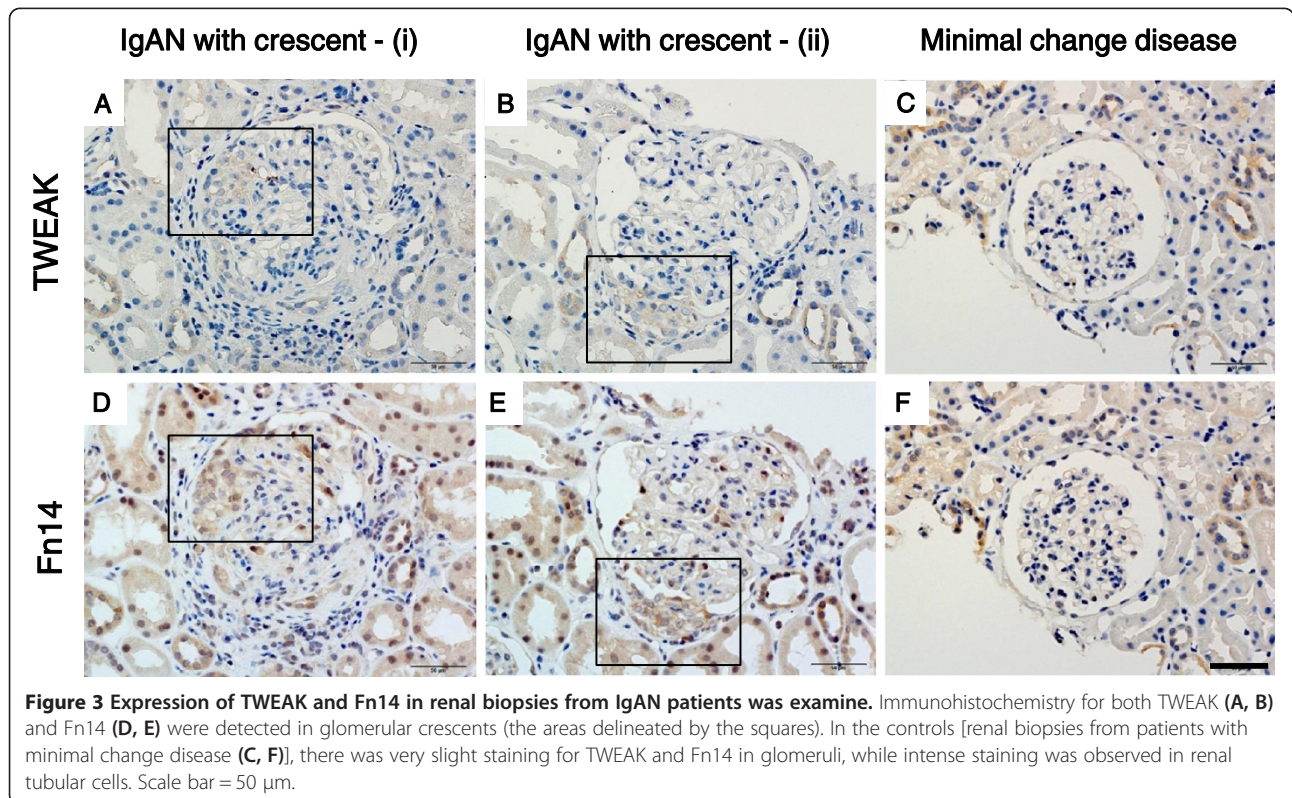 IgAN with crescent - (i)
IgAN with crescent - (ii)
Minimal change disease
TWEAK
A
B
C
Fn14
D
E
F
50 μm
Figure 3 Expression of TWEAK and Fn14 in renal biopsies from IgAN patients was examine. Immunohistochemistry for both TWEAK (A, B)
and Fn14 (D, E) were detected in glomerular crescents (the areas delineated by the squares). In the controls [renal biopsies from patients with
minimal change disease (C, F)], there was very slight staining for TWEAK and Fn14 in glomeruli, while intense staining was observed in renal
tubular cells. Scale bar = 50 μm.